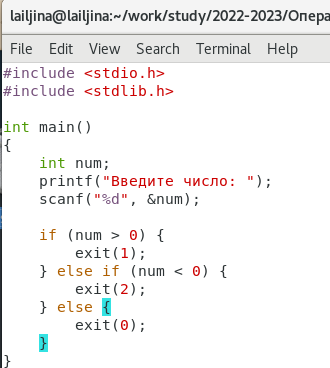 lailjina@lailjina:~/work/study/2022-2023/Опера
File Edit View Search Terminal Help
#include <stdio.h>
#include <stdlib.h>

int main()
{
    int num;
    printf("Введите число: ");
    scanf("%d", &num);

    if (num > 0) {
        exit(1);
    } else if (num < 0) {
        exit(2);
    } else {
        exit(0);
    }
}